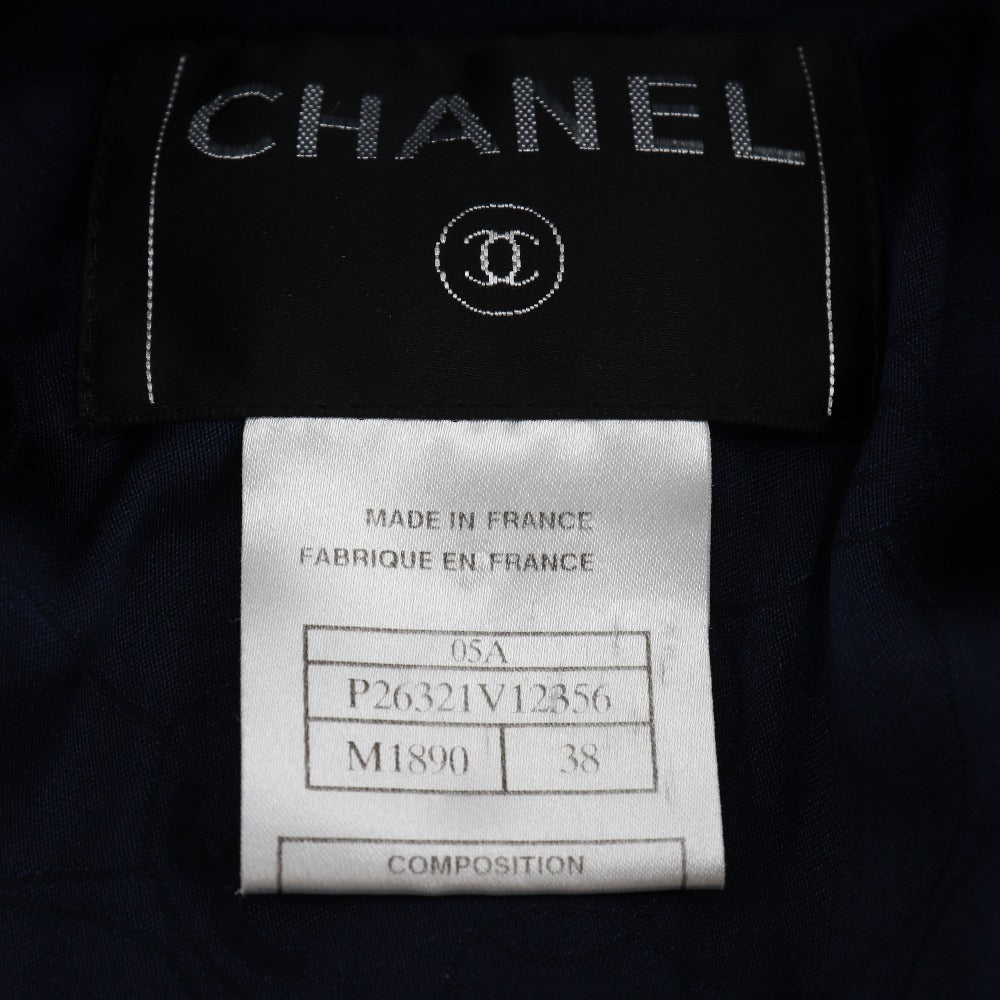 CHANEL
MADE IN FRANCE
FABRIQUE EN FRANCE
05A
P26321V12356
M1890 38
COMPOSITION